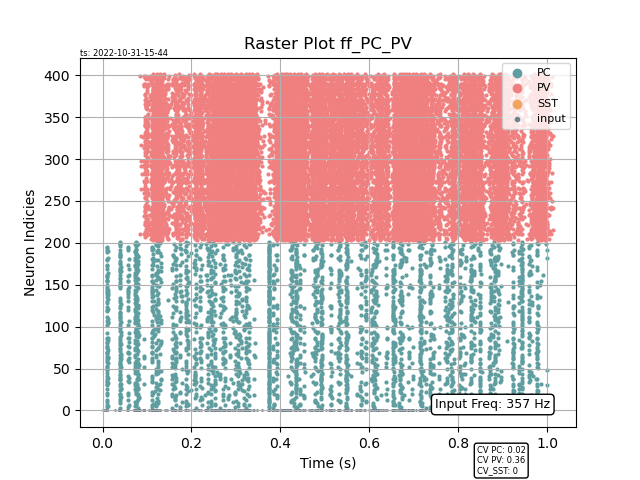 Raster Plot ff_PC_PV
ts: 2022-10-31-15-44
PC
PV
SST
input
Neuron Indicies
400
350
300
250
200
150
100
50
0
Input Freq: 357 Hz
0.0 0.2 0.4 0.6 0.8 1.0
Time (s)
CV PC: 0.02
CV PV: 0.36
CV_SST: 0